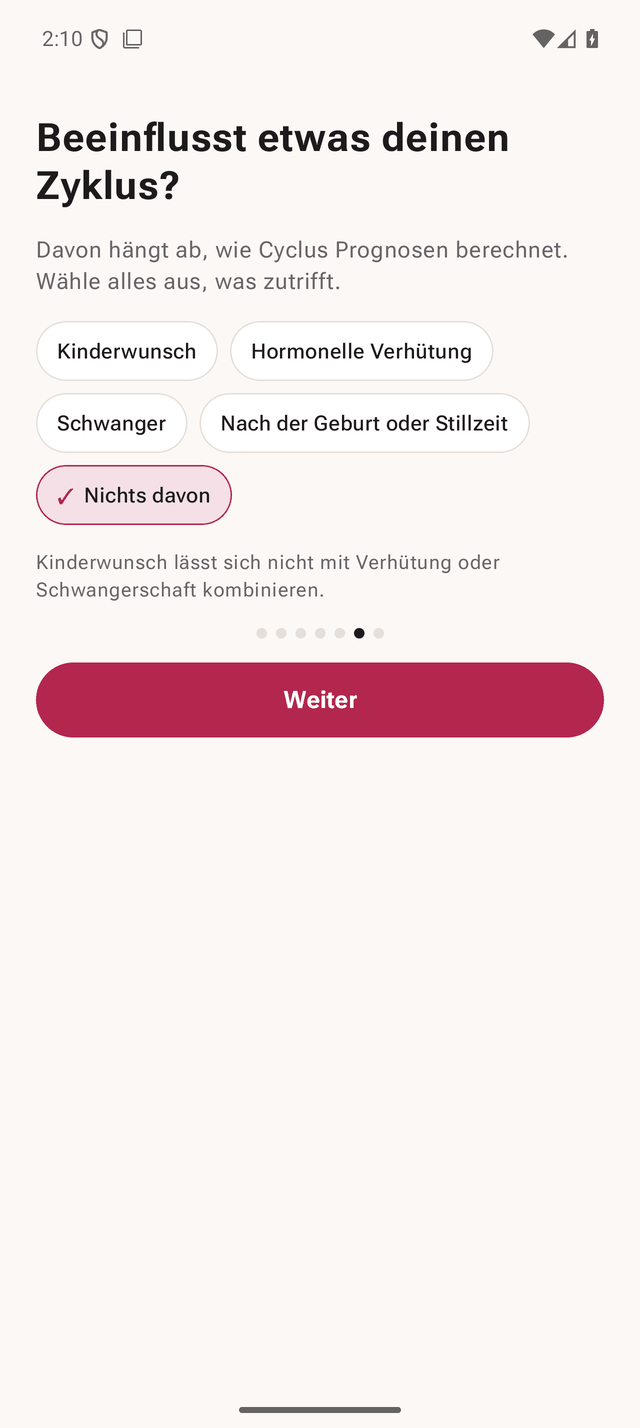 2:10
Beeinflusst etwas deinen
Zyklus?
Davon hängt ab, wie Cyclus Prognosen berechnet.
Wähle alles aus, was zutrifft.
Kinderwunsch
Hormonelle Verhütung
Schwanger
Nach der Geburt oder Stillzeit
✓ Nichts davon
Kinderwunsch lässt sich nicht mit Verhütung oder
Schwangerschaft kombinieren.
Weiter